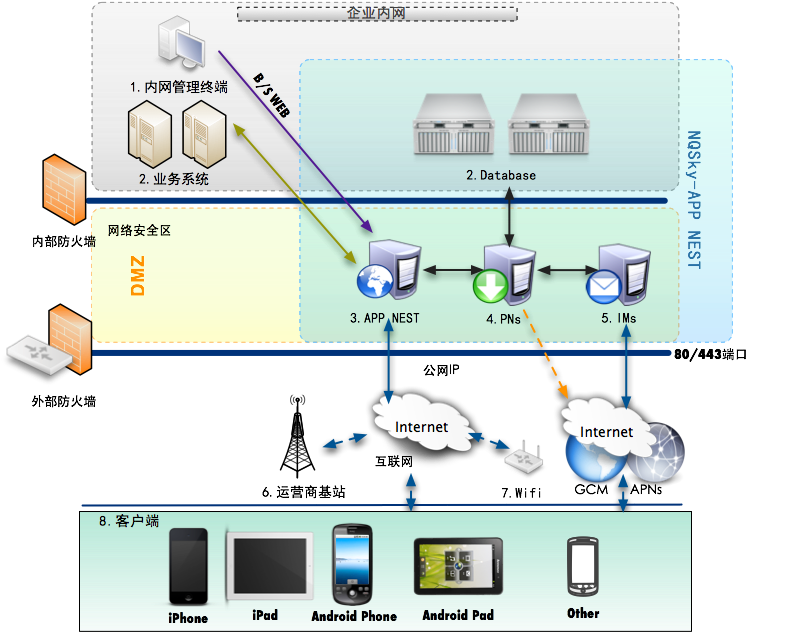 企业内网
1.内网管理终端
B/S WEB
2.业务系统
2.Database
NQSky-APP NEST
内部防火墙
网络安全区
DMZ
3.APP NEST
4.PNs
5.IMs
80/443端口
公网IP
外部防火墙
Internet
Internet
互联网
6.运营商基站
7.Wifi
GCM
APNs
8.客户端
iPhone
iPad
Android Phone
Android Pad
Other